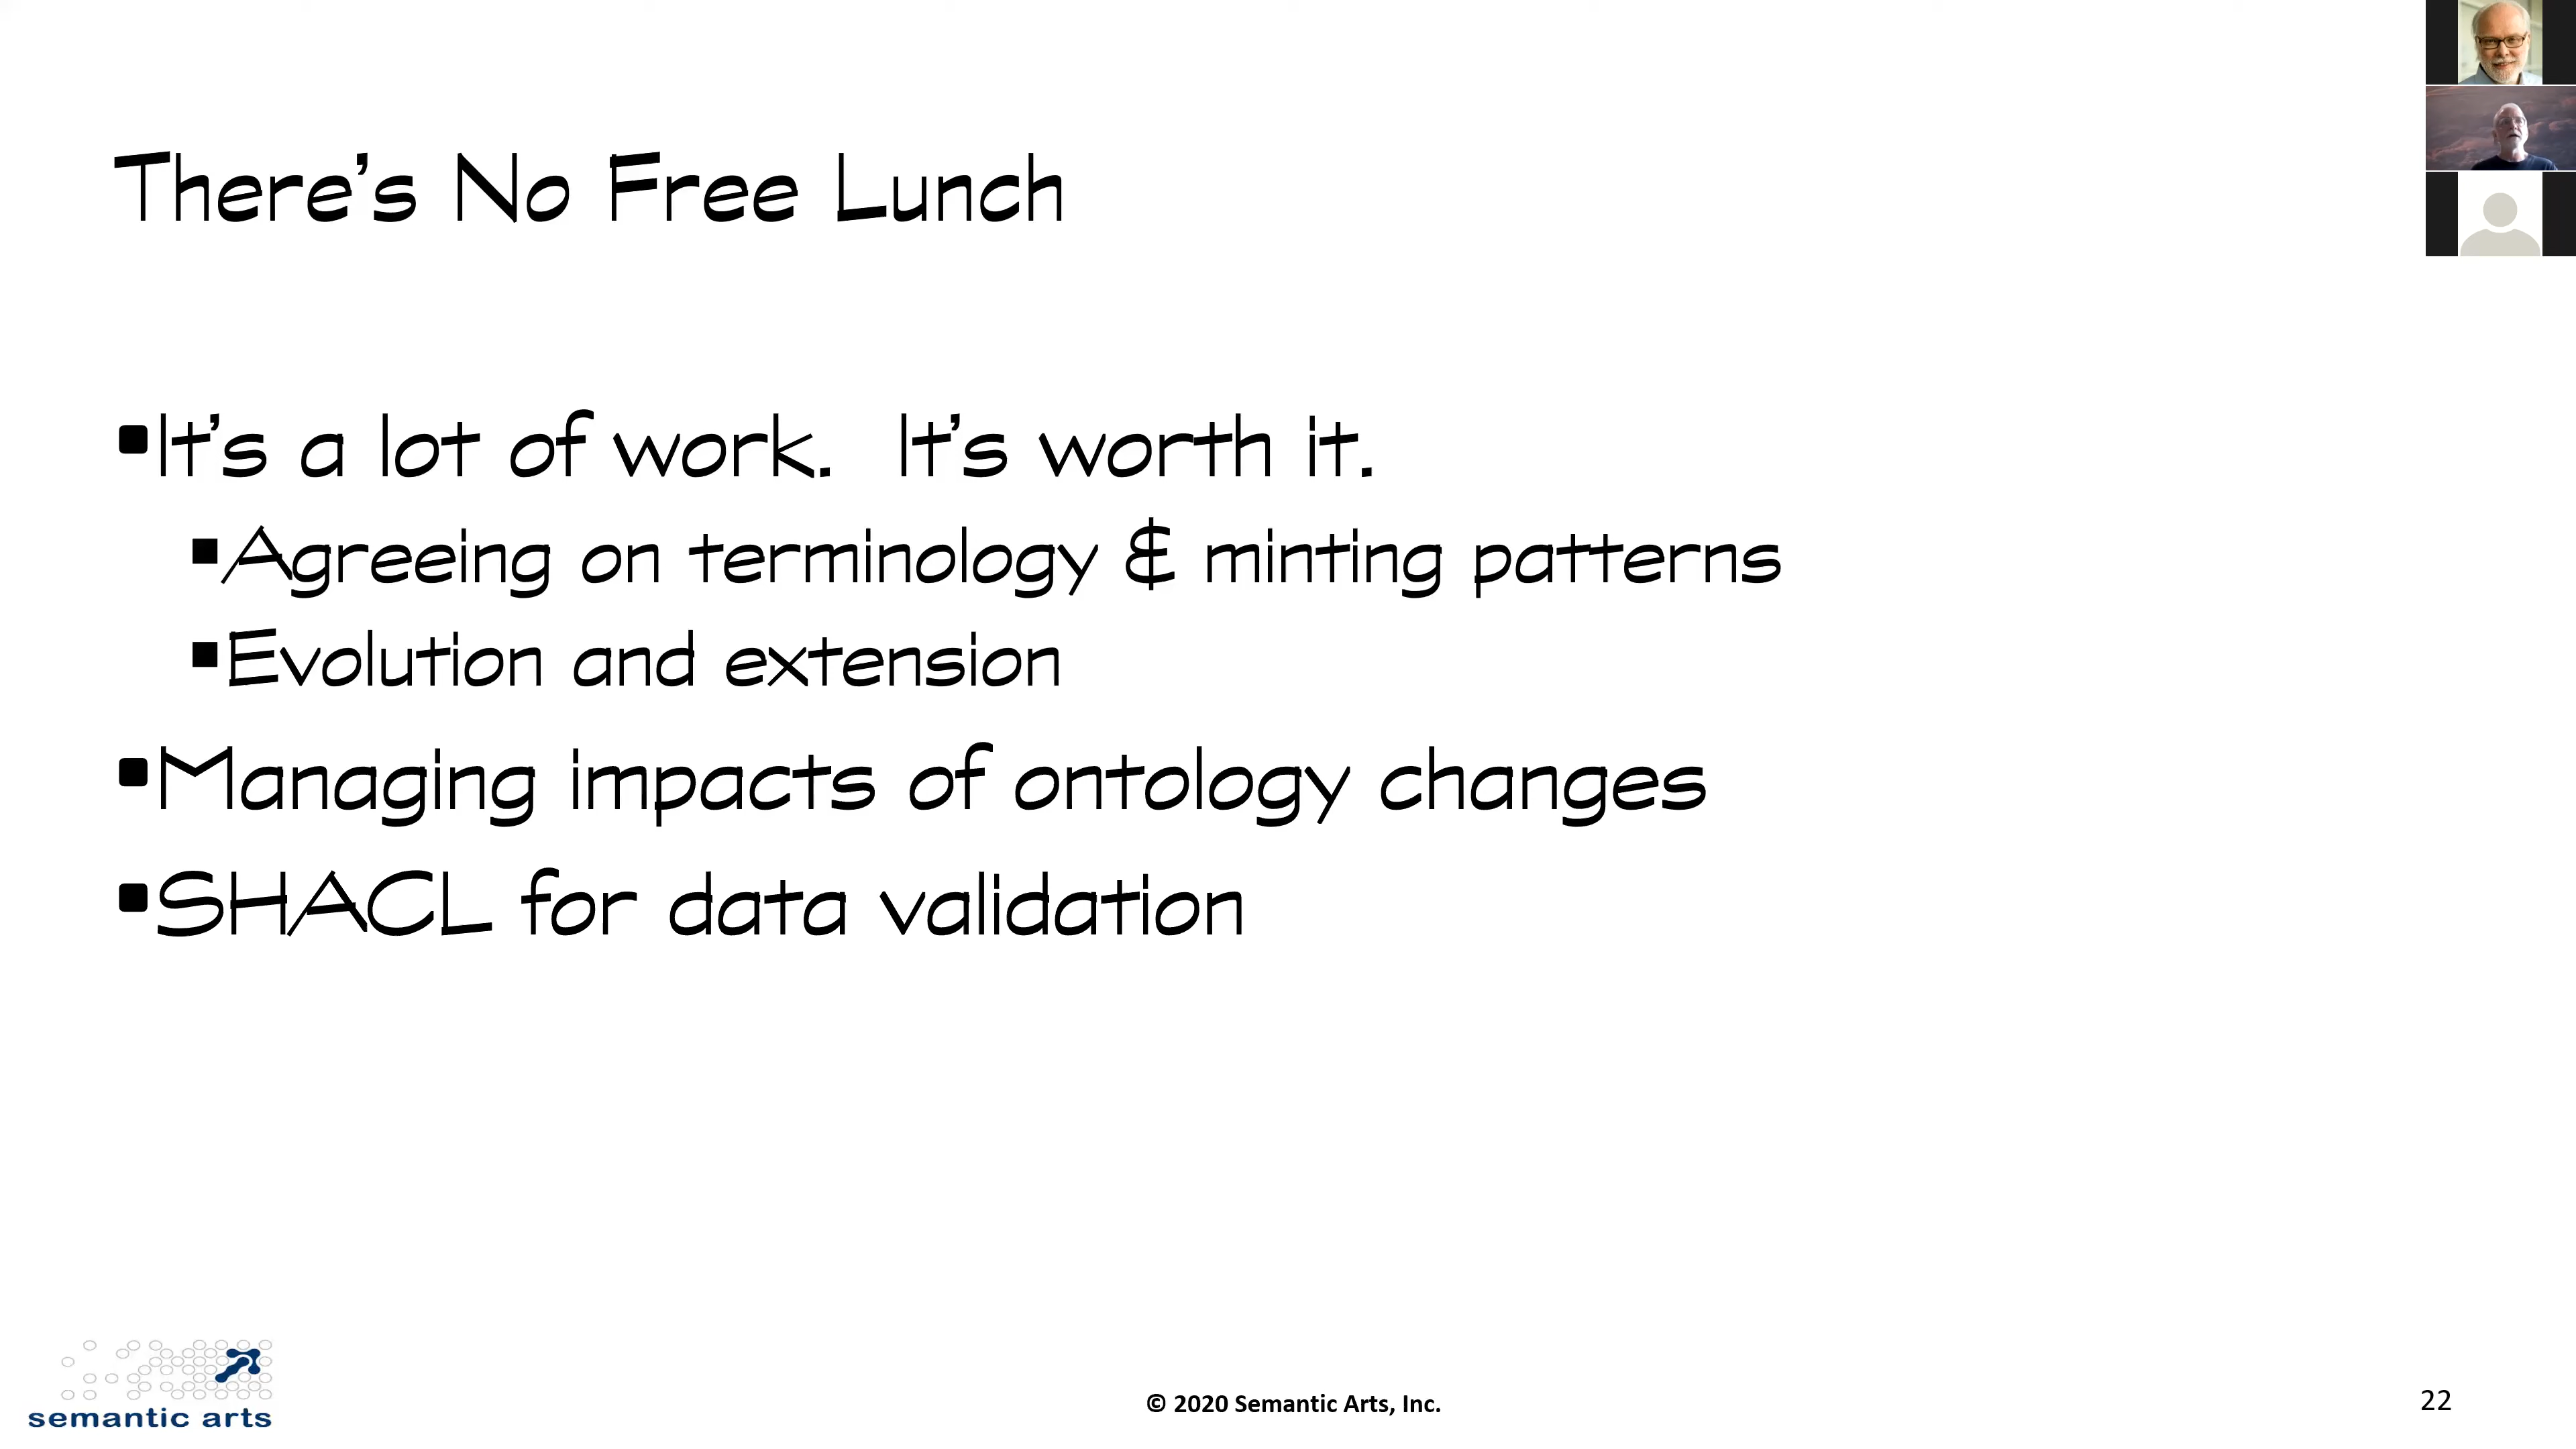 There's No Free Lunch
▪It's a lot of work.  It's worth it.
▪Agreeing on terminology & minting patterns
▪Evolution and extension
▪Managing impacts of ontology changes
▪SHACL for data validation
semantic arts
© 2020 Semantic Arts, Inc.
22